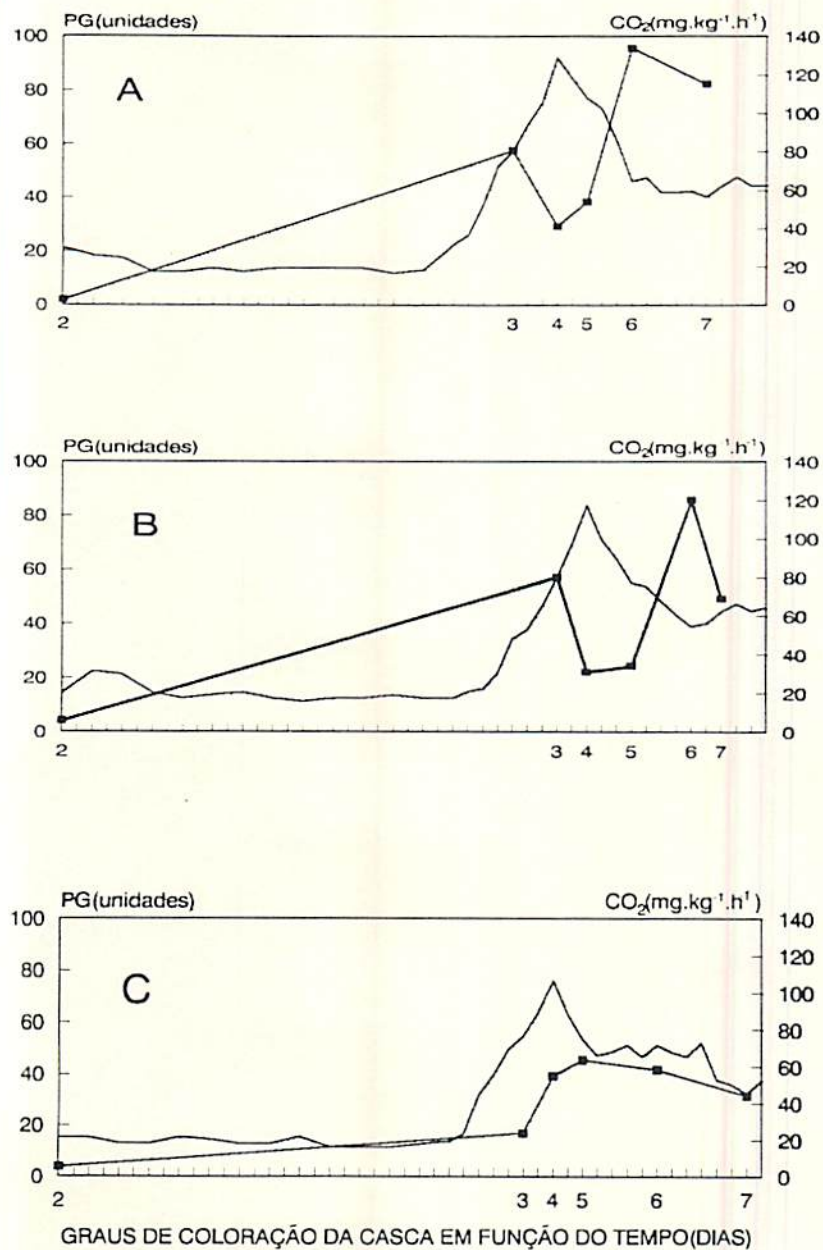 PG(unidades) CO₂(mg.kg⁻¹.h⁻¹)
100 140
120
80 A 100
60 80
40 60
40
20 20
0 0
2 3 4 5 6 7
PG(unidades) CO₂(mg.kg⁻¹.h⁻¹)
100 140
80 B 120
100
60 80
40 60
40
20 20
0 0
2 3 4 5 6 7
PG(unidades) CO₂(mg.kg⁻¹.h¹)
100 140
80 120
C 100
60 80
40 60
20 40
20
0 0
2 3 4 5 6 7
GRAUS DE COLORAÇÃO DA CASCA EM FUNÇÃO DO TEMPO(DIAS)